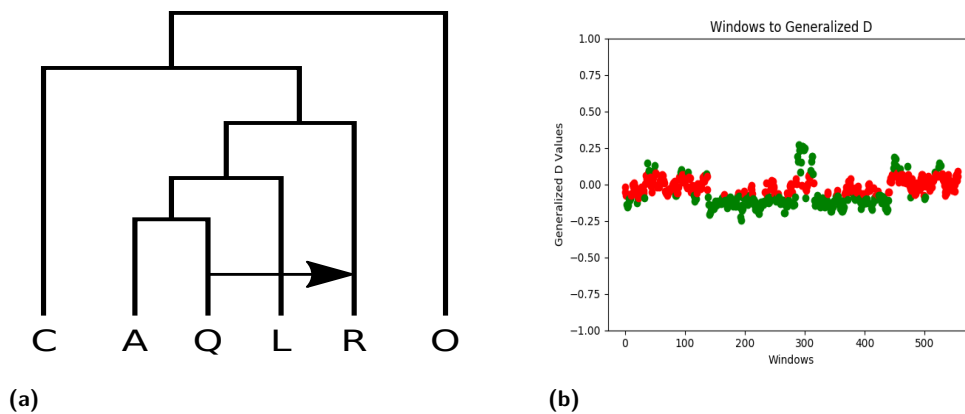 C A Q L R O
(a)
Windows to Generalized D
Generalized D Values
1.00
0.75
0.50
0.25
0.00
−0.25
−0.50
−0.75
−1.00
0 100 200 300 400 500
Windows
(b)